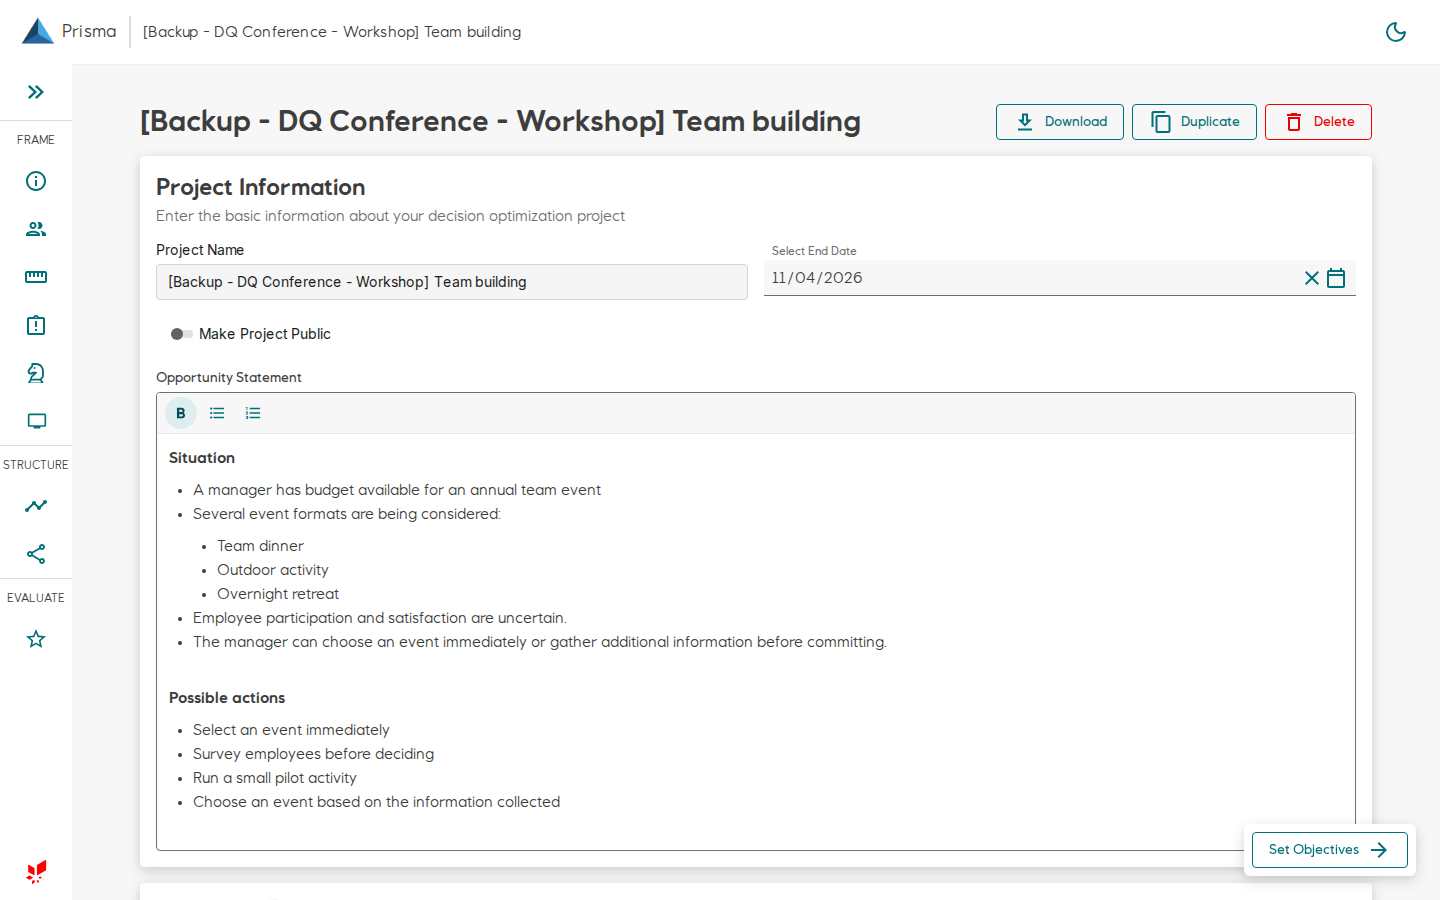 Prisma
[Backup - DQ Conference - Workshop] Team building
FRAME
STRUCTURE
EVALUATE
[Backup - DQ Conference - Workshop] Team building
Download
Duplicate
Delete
Project Information
Enter the basic information about your decision optimization project
Project Name
[Backup - DQ Conference - Workshop] Team building
Select End Date
11/04/2026
Make Project Public
Opportunity Statement
B
Situation
• A manager has budget available for an annual team event
• Several event formats are being considered:
• Team dinner
• Outdoor activity
• Overnight retreat
• Employee participation and satisfaction are uncertain.
• The manager can choose an event immediately or gather additional information before committing.
Possible actions
• Select an event immediately
• Survey employees before deciding
• Run a small pilot activity
• Choose an event based on the information collected
Set Objectives